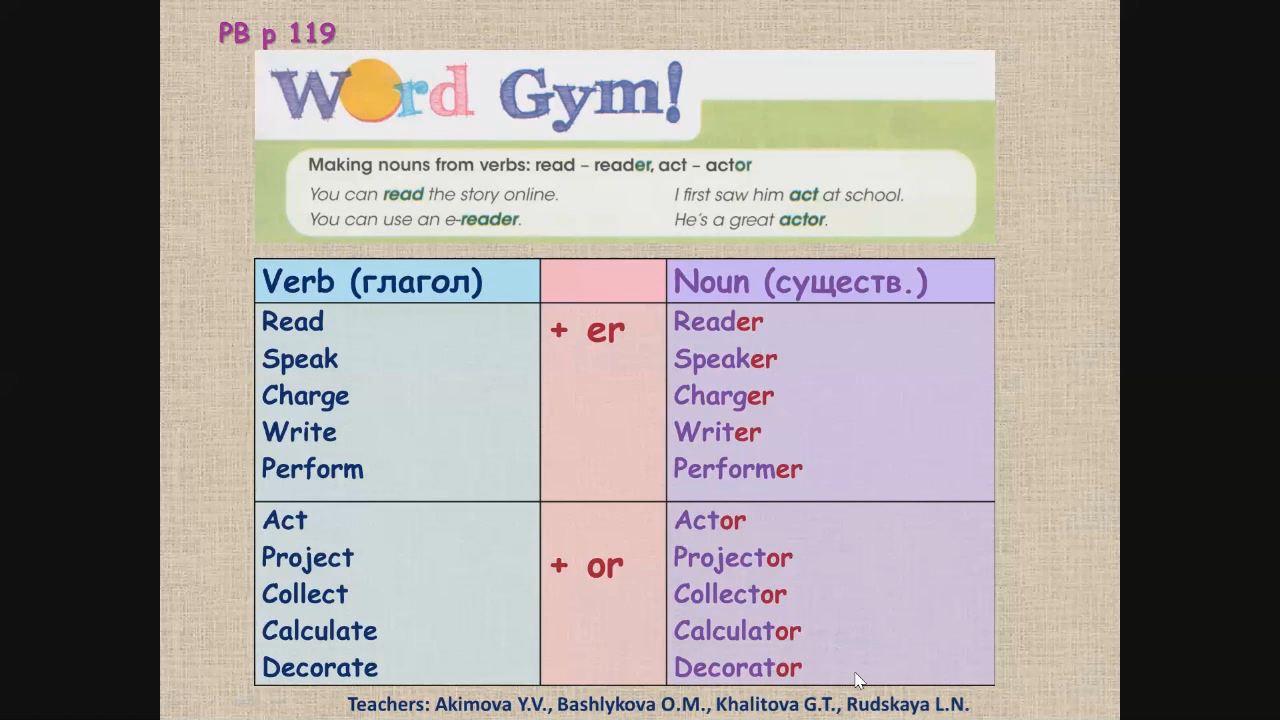 PB p 119
Word Gym!
Making nouns from verbs: read – reader, act – actor
You can read the story online. I first saw him act at school.
You can use an e-reader. He's a great actor.
Verb (глагол) Noun (существ.)
Read + er Reader
Speak Speaker
Charge Charger
Write Writer
Perform Performer
Act Actor
Project + or Projector
Collect Collector
Calculate Calculator
Decorate Decorator
Teachers: Akimova Y.V., Bashlykova O.M., Khalitova G.T., Rudskaya L.N.